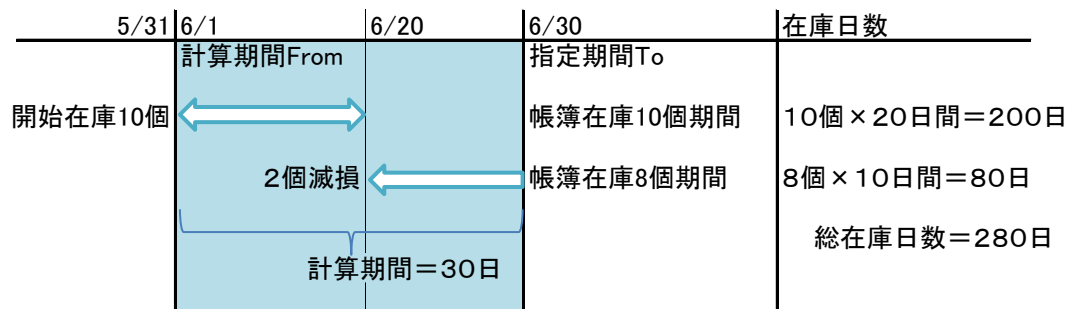 5/31 6/1 6/20 6/30 在庫日数
計算期間From 指定期間To
開始在庫10個 帳簿在庫10個期間 10個×20日間=200日
2個滅損 帳簿在庫8個期間 8個×10日間=80日
総在庫日数=280日
計算期間=30日